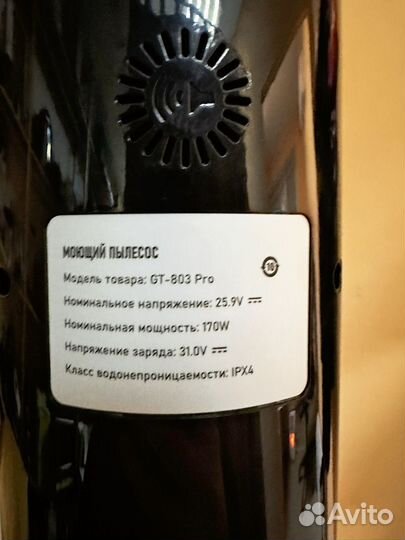 МОЮЩИЙ ПЫЛЕСОС
Модель товара: GT-803 Pro
10
Номинальное напряжение: 25.9V
Номинальная мощность: 170W
Напряжение заряда: 31.0V
Класс водонепроницаемости: IPX4
Avito